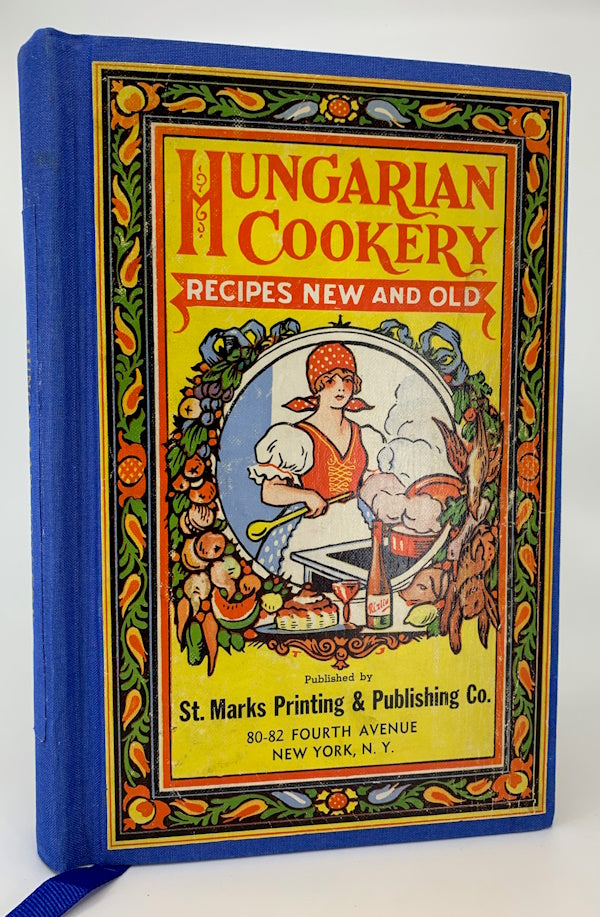 HUNGARIAN
COOKERY
RECIPES NEW AND OLD
Rizling
Published by
St. Marks Printing & Publishing Co.
80-82 FOURTH AVENUE
NEW YORK, N. Y.